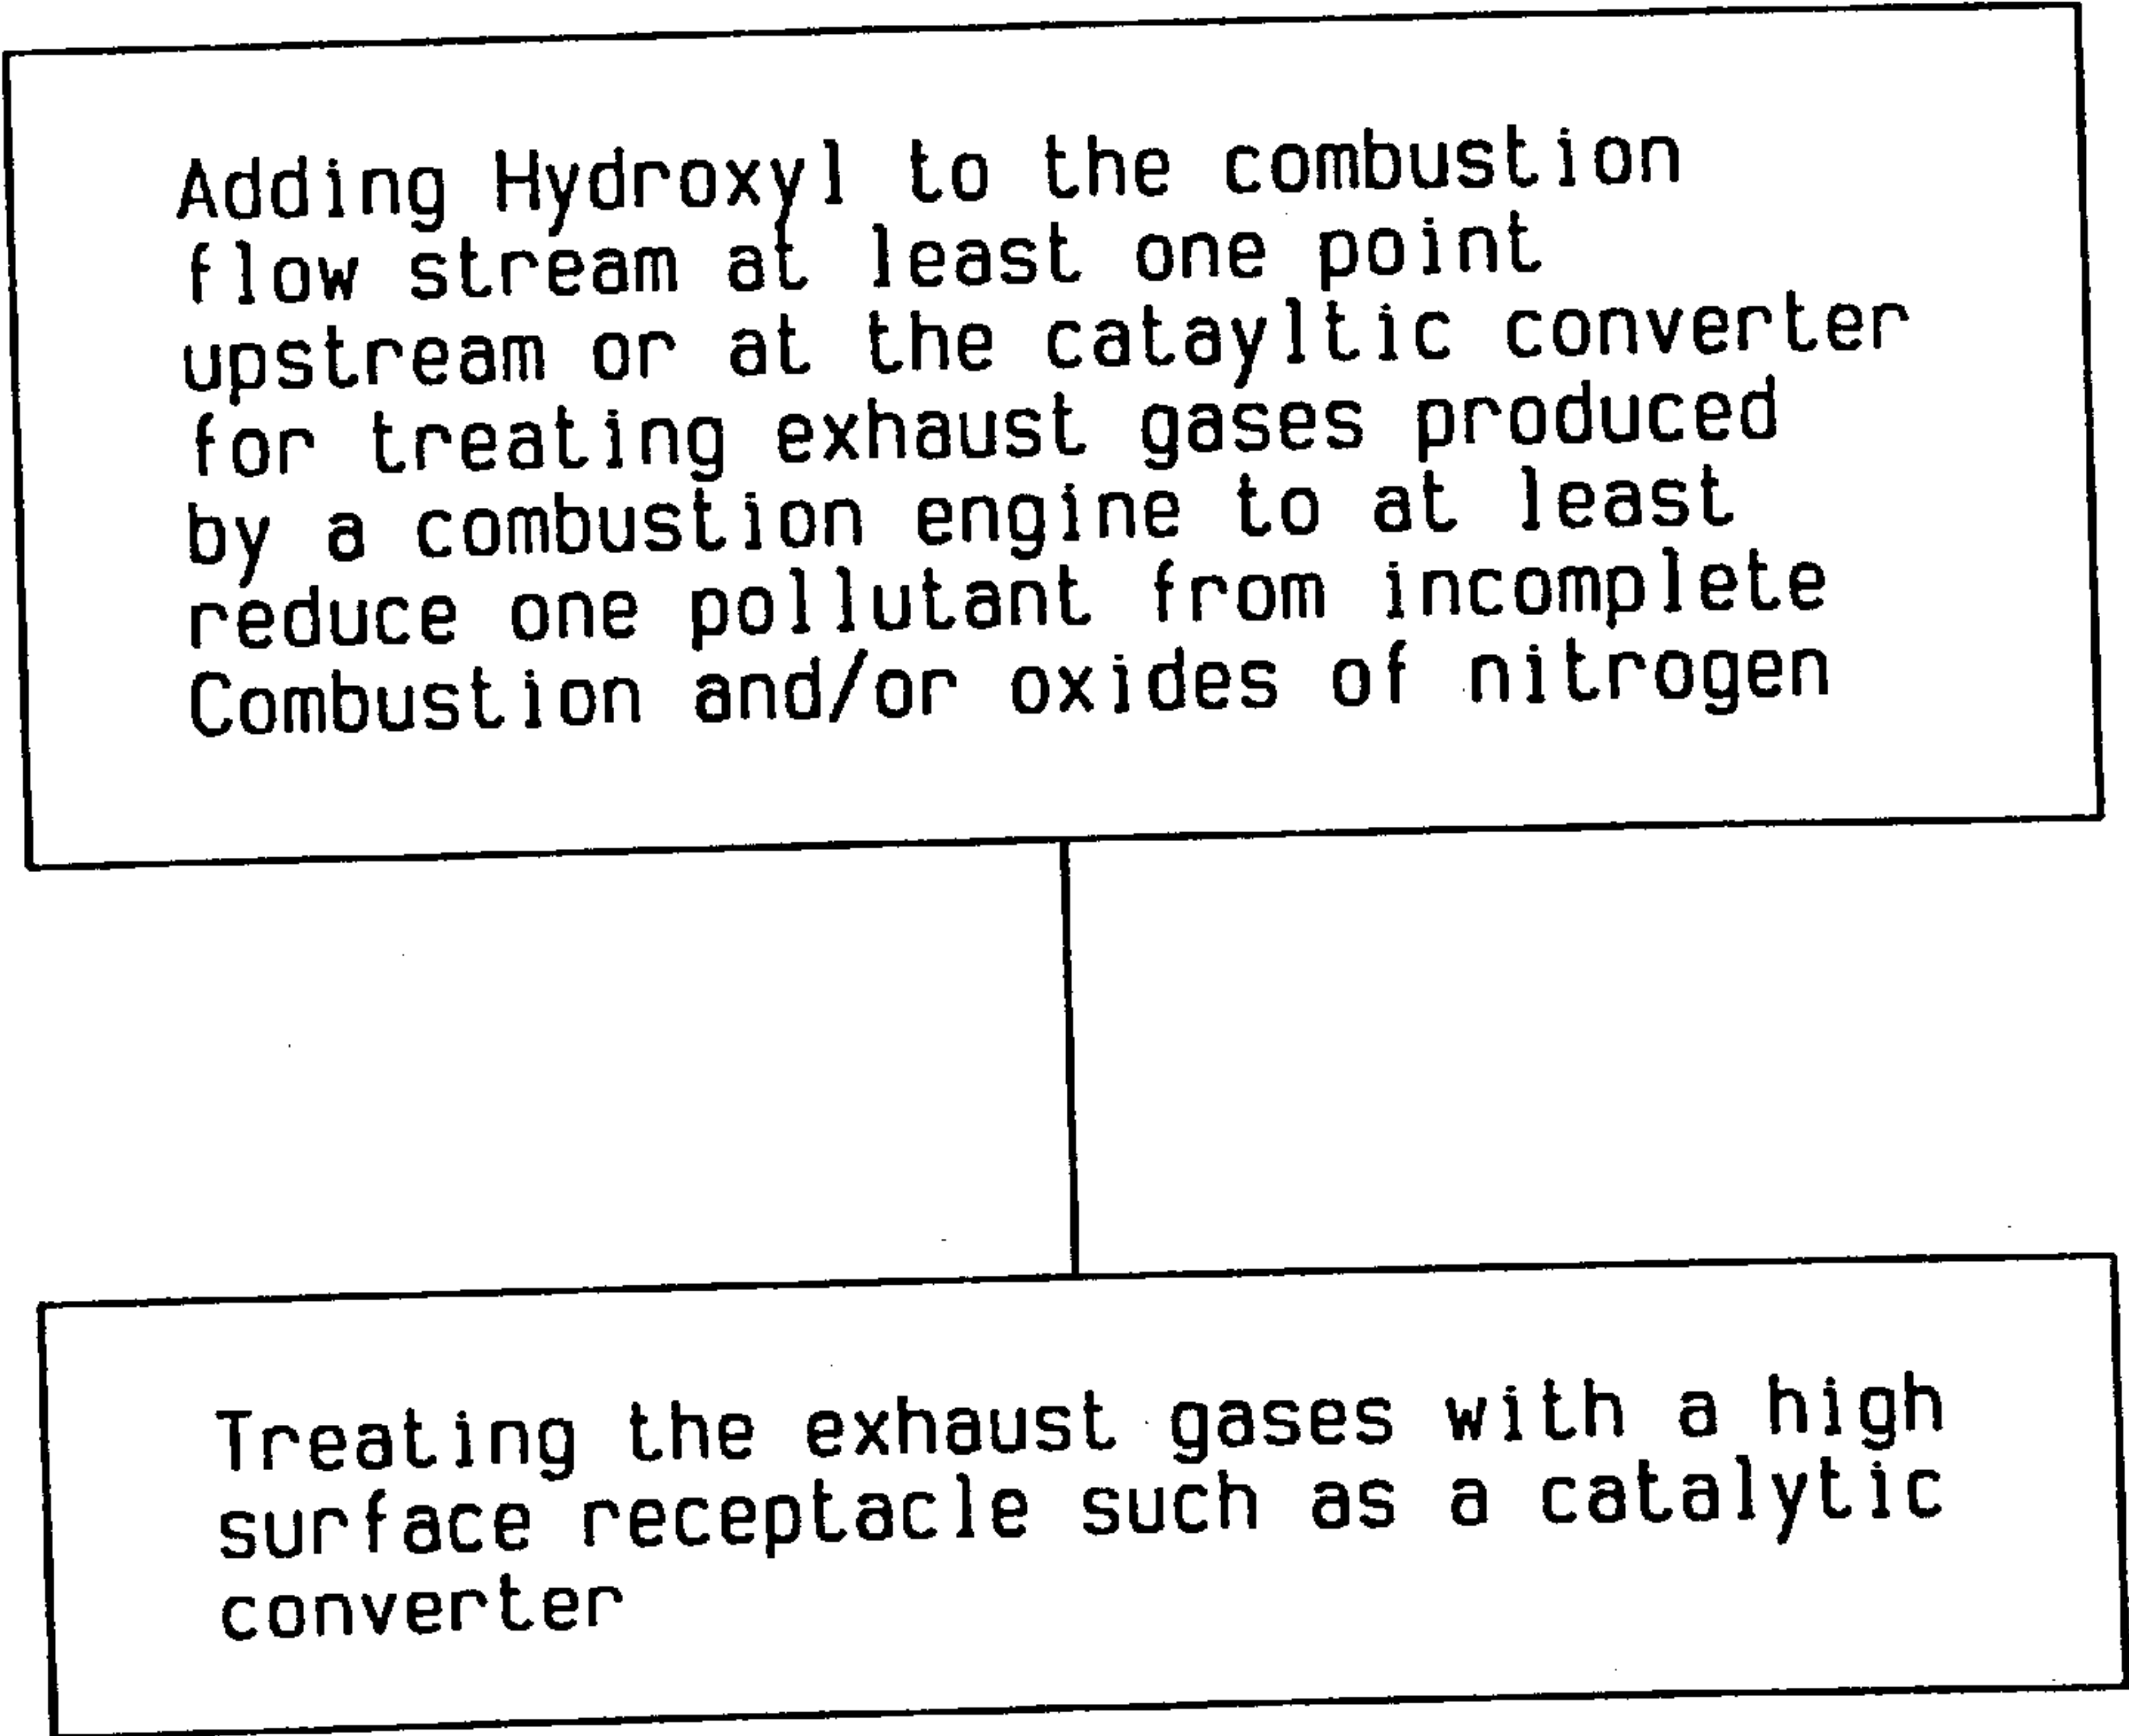 Adding Hydroxyl to the combustion
flow stream at least one point
upstream or at the catayltic converter
for treating exhaust gases produced
by a combustion engine to at least
reduce one pollutant from incomplete
Combustion and/or oxides of nitrogen
Treating the exhaust gases with a high
surface receptacle such as a catalytic
converter